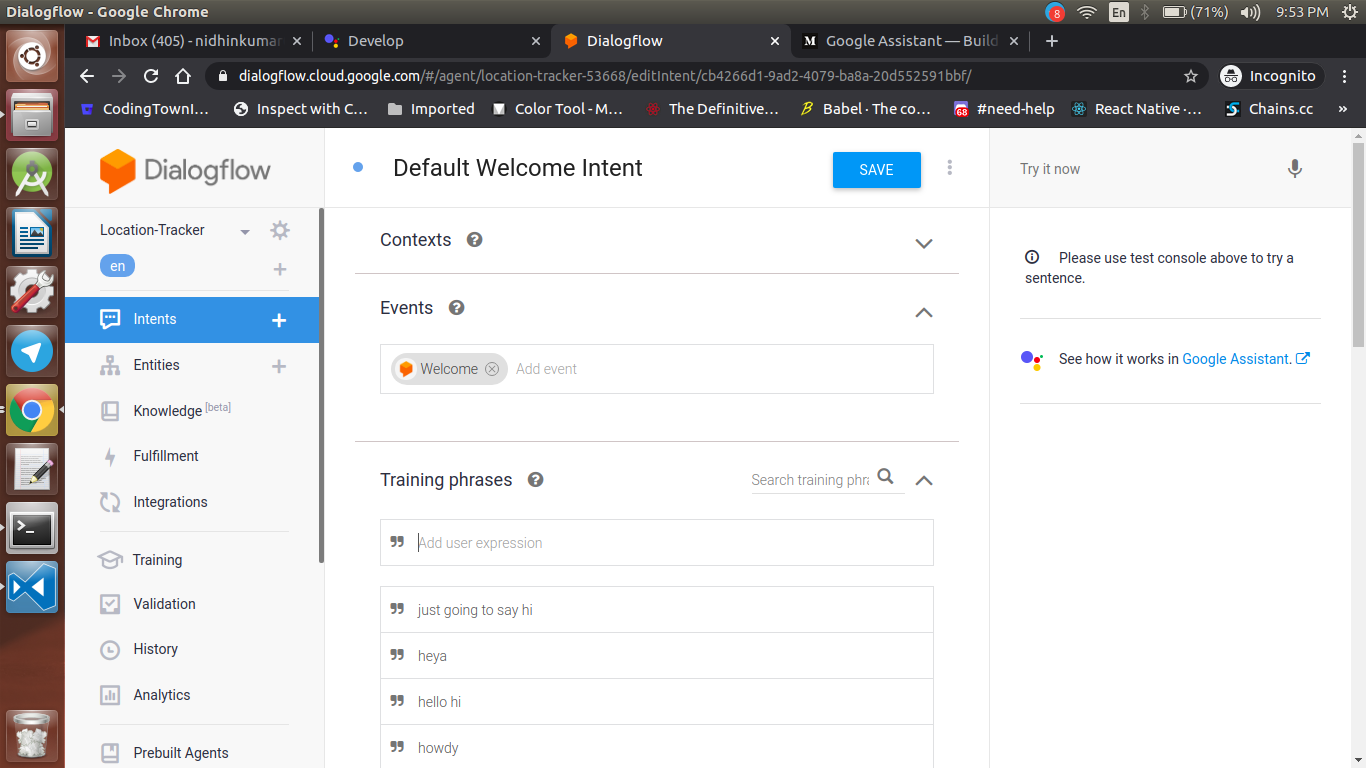 Dialogflow - Google Chrome
8 En (71%) 9:53 PM
Inbox (405) - nidhinkumar
Develop
Dialogflow
M Google Assistant — Build
dialogflow.cloud.google.com/#/agent/location-tracker-53668/editIntent/cb4266d1-9ad2-4079-ba8a-20d552591bbf/
Incognito
CodingTownI...
Inspect with C...
Imported
Color Tool - M...
The Definitive...
Babel · The co...
68 #need-help
React Native ·...
Chains.cc
»
Dialogflow
Default Welcome Intent
SAVE
Try it now
Location-Tracker
en
Intents
Entities
Knowledge [beta]
Fulfillment
Integrations
Training
Validation
History
Analytics
Prebuilt Agents
Contexts
Events
Welcome
Add event
Training phrases
Search training phra
Add user expression
just going to say hi
heya
hello hi
howdy
Please use test console above to try a
sentence.
See how it works in Google Assistant.